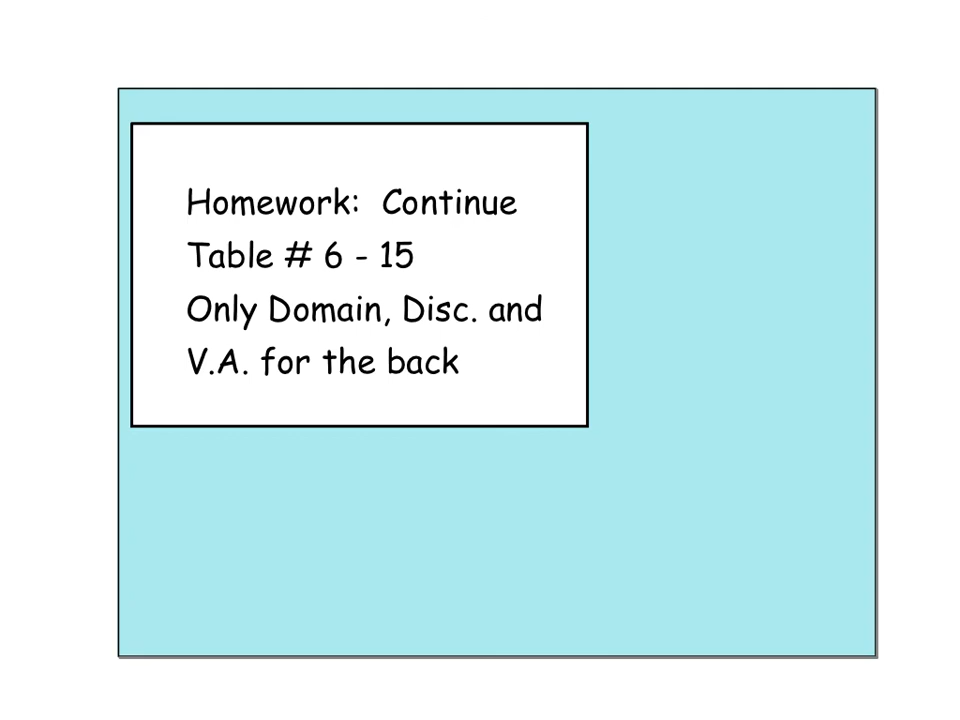 Homework:  Continue
Table # 6 - 15
Only Domain, Disc. and
V.A. for the back